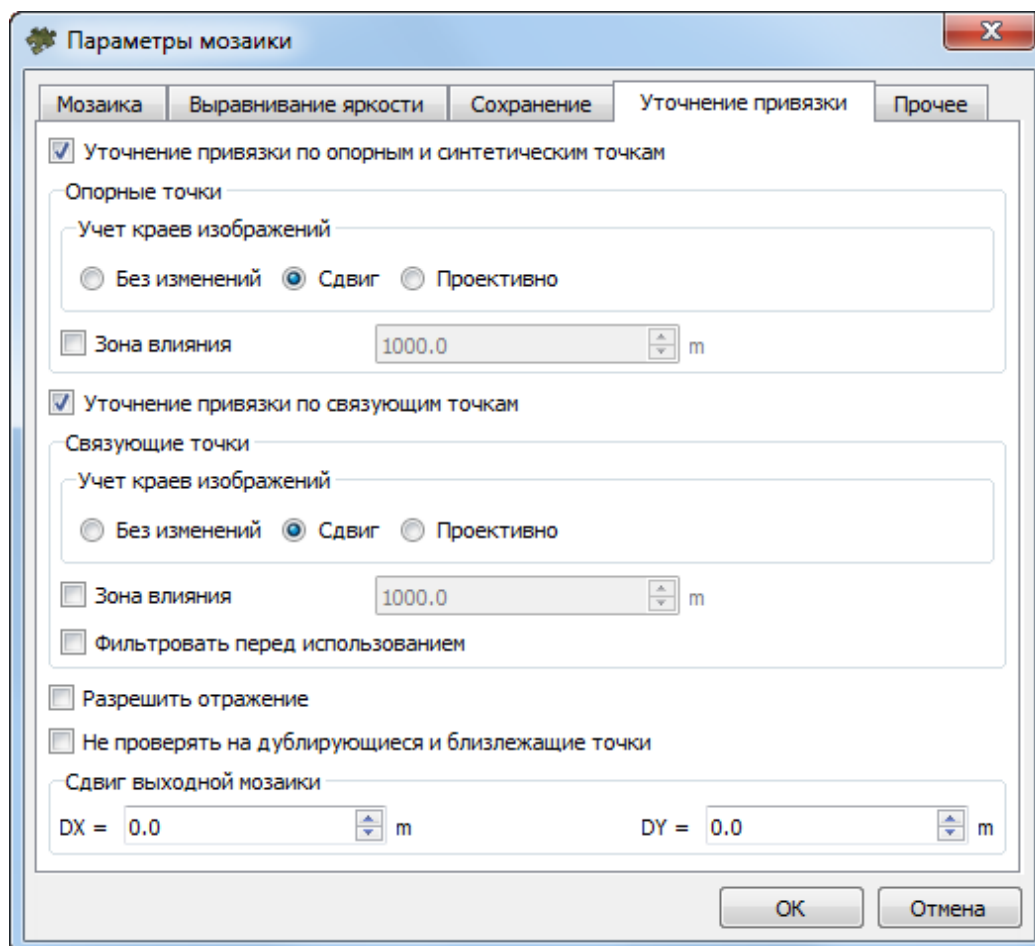 Параметры мозаики
Мозаика Выравнивание яркости Сохранение Уточнение привязки Прочее
Уточнение привязки по опорным и синтетическим точкам
Опорные точки
Учет краев изображений
Без изменений Сдвиг Проективно
Зона влияния 1000.0 m
Уточнение привязки по связующим точкам
Связующие точки
Учет краев изображений
Без изменений Сдвиг Проективно
Зона влияния 1000.0 m
Фильтровать перед использованием
Разрешить отражение
Не проверять на дублирующиеся и близлежащие точки
Сдвиг выходной мозаики
DX = 0.0 m DY = 0.0 m
OK Отмена